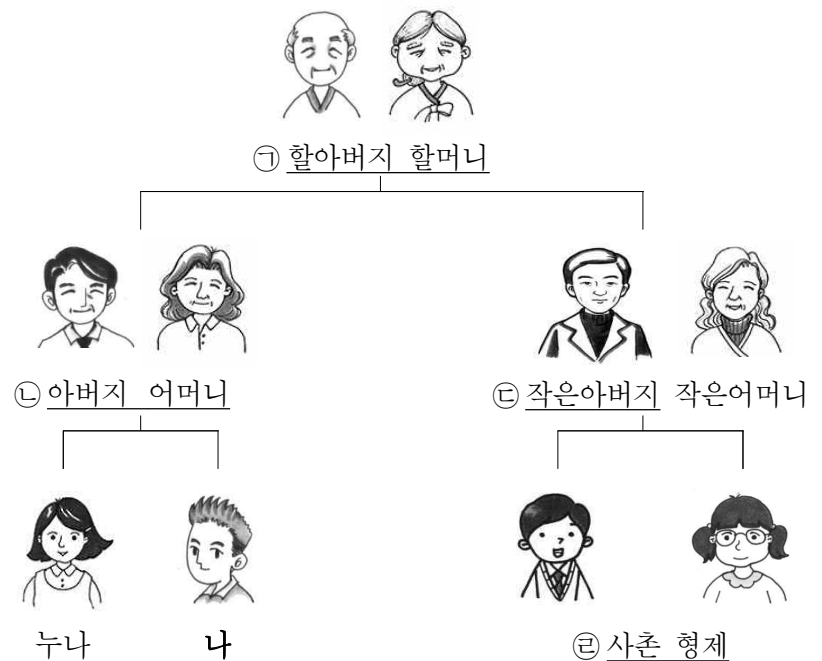 ㉠ 할아버지 할머니
㉡ 아버지 어머니
㉢ 작은아버지 작은어머니
누나
나
㉣ 사촌 형제